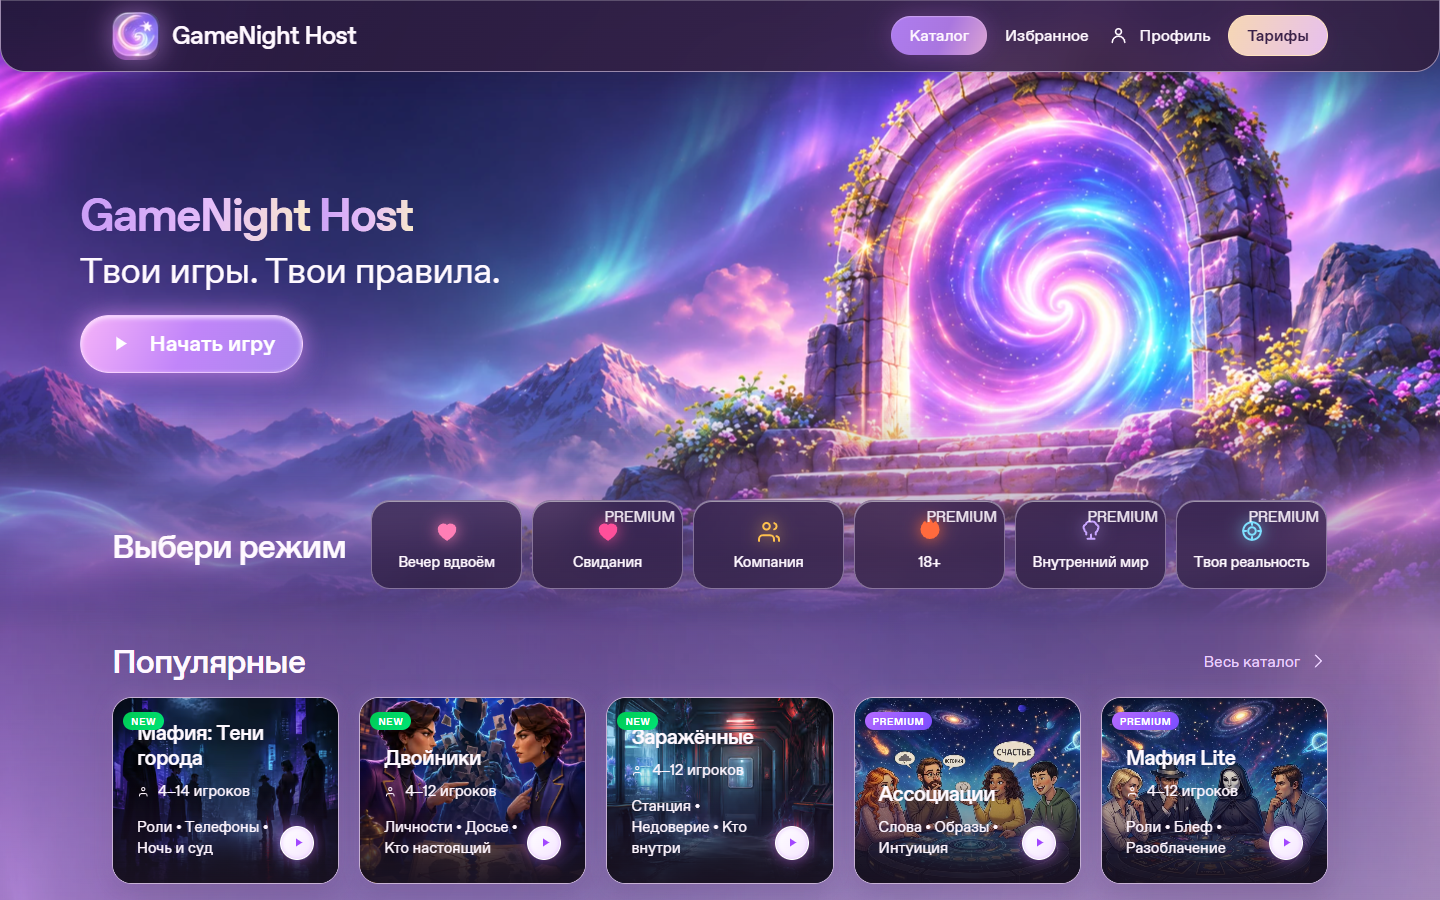 GameNight Host
Каталог
Избранное
Профиль
Тарифы
GameNight Host
Твои игры. Твои правила.
Начать игру
Выбери режим
Вечер вдвоём
PREMIUM
Свидания
Компания
PREMIUM
18+
PREMIUM
Внутренний мир
PREMIUM
Твоя реальность
Популярные
Весь каталог
NEW
Мафия: Тени
города
4–14 игроков
Роли • Телефоны •
Ночь и суд
NEW
Двойники
4–12 игроков
Личности • Досье •
Кто настоящий
NEW
Заражённые
4–12 игроков
Станция •
Недоверие • Кто
внутри
PREMIUM
СЧАСТЬЕ
Ассоциации
Слова • Образы •
Интуиция
PREMIUM
Мафия Lite
4–12 игроков
Роли • Блеф •
Разоблачение